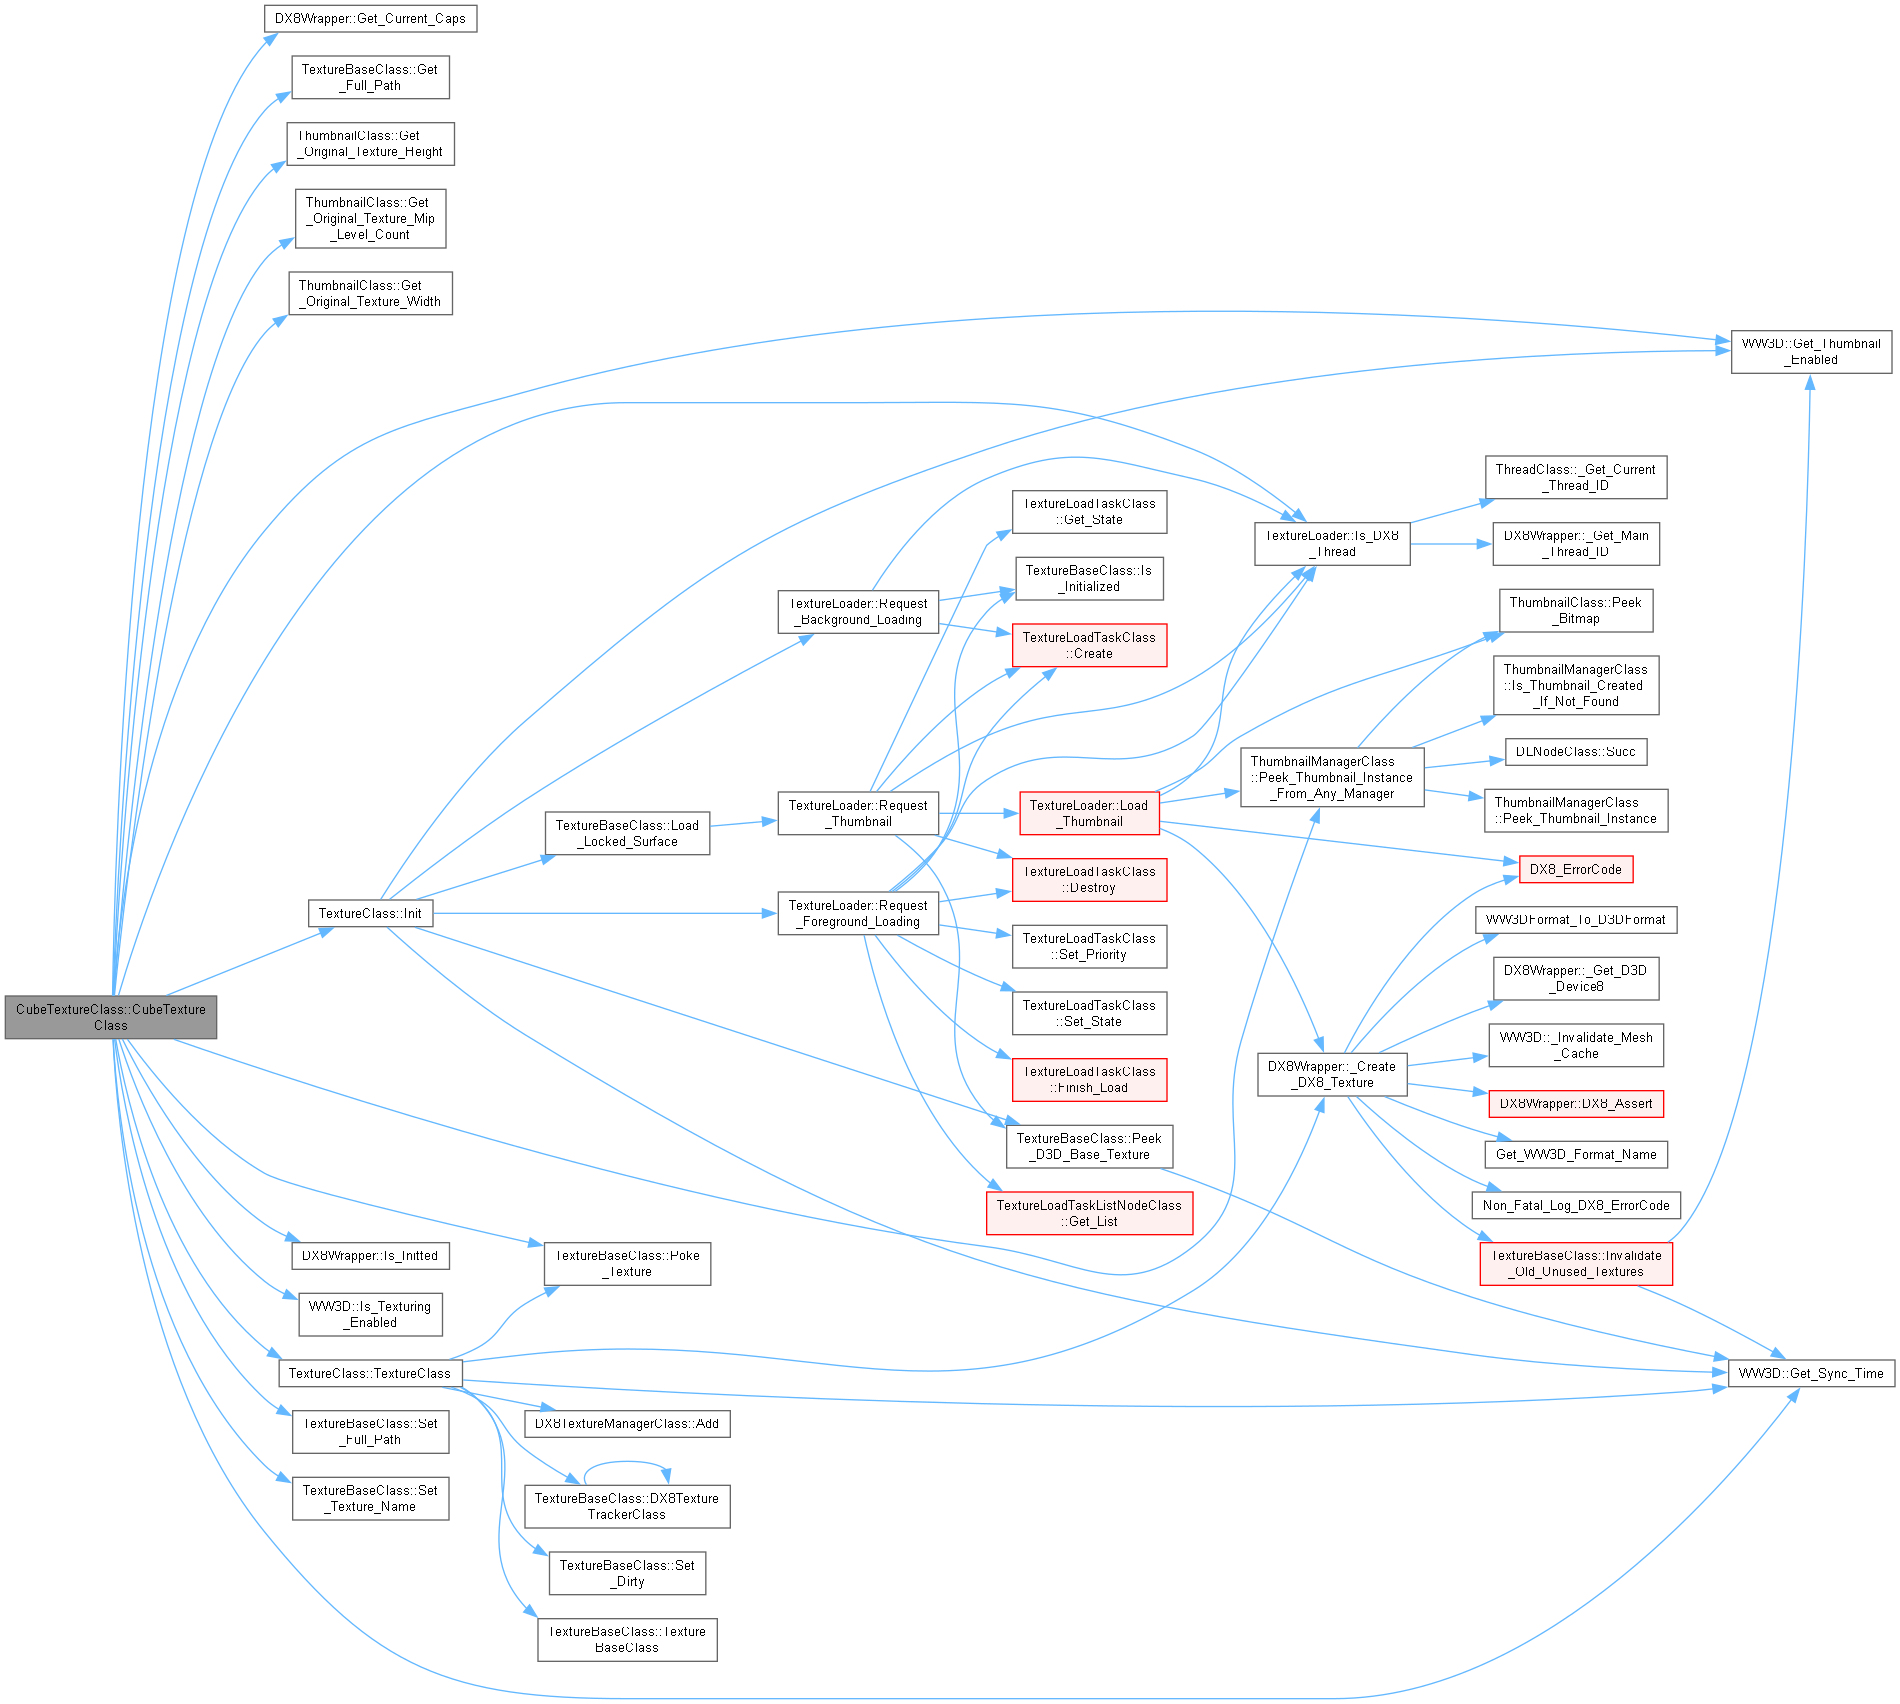 DX8Wrapper::Get_Current_Caps
TextureBaseClass::Get
_Full_Path
ThumbnailClass::Get
_Original_Texture_Height
ThumbnailClass::Get
_Original_Texture_Mip
_Level_Count
ThumbnailClass::Get
_Original_Texture_Width
WW3D::Get_Thumbnail
_Enabled
ThreadClass::_Get_Current
_Thread_ID
TextureLoadTaskClass
::Get_State
TextureLoader::Is_DX8
_Thread
DX8Wrapper::_Get_Main
_Thread_ID
TextureBaseClass::Is
_Initialized
TextureLoader::Request
_Background_Loading
ThumbnailClass::Peek
_Bitmap
TextureLoadTaskClass
::Create
ThumbnailManagerClass
::Is_Thumbnail_Created
_If_Not_Found
DLNodeClass::Succ
ThumbnailManagerClass
::Peek_Thumbnail_Instance
_From_Any_Manager
ThumbnailManagerClass
::Peek_Thumbnail_Instance
TextureBaseClass::Load
_Locked_Surface
TextureLoader::Request
_Thumbnail
TextureLoader::Load
_Thumbnail
DX8_ErrorCode
TextureLoadTaskClass
::Destroy
TextureClass::Init
TextureLoader::Request
_Foreground_Loading
WW3DFormat_To_D3DFormat
TextureLoadTaskClass
::Set_Priority
DX8Wrapper::_Get_D3D
_Device8
CubeTextureClass::CubeTexture
Class
TextureLoadTaskClass
::Set_State
WW3D::_Invalidate_Mesh
_Cache
TextureLoadTaskClass
::Finish_Load
DX8Wrapper::_Create
_DX8_Texture
DX8Wrapper::DX8_Assert
TextureBaseClass::Peek
_D3D_Base_Texture
Get_WW3D_Format_Name
TextureLoadTaskListNodeClass
::Get_List
Non_Fatal_Log_DX8_ErrorCode
DX8Wrapper::Is_Initted
TextureBaseClass::Poke
_Texture
TextureBaseClass::Invalidate
_Old_Unused_Textures
WW3D::Is_Texturing
_Enabled
TextureClass::TextureClass
WW3D::Get_Sync_Time
TextureBaseClass::Set
_Full_Path
DX8TextureManagerClass::Add
TextureBaseClass::Set
_Texture_Name
TextureBaseClass::DX8Texture
TrackerClass
TextureBaseClass::Set
_Dirty
TextureBaseClass::Texture
BaseClass